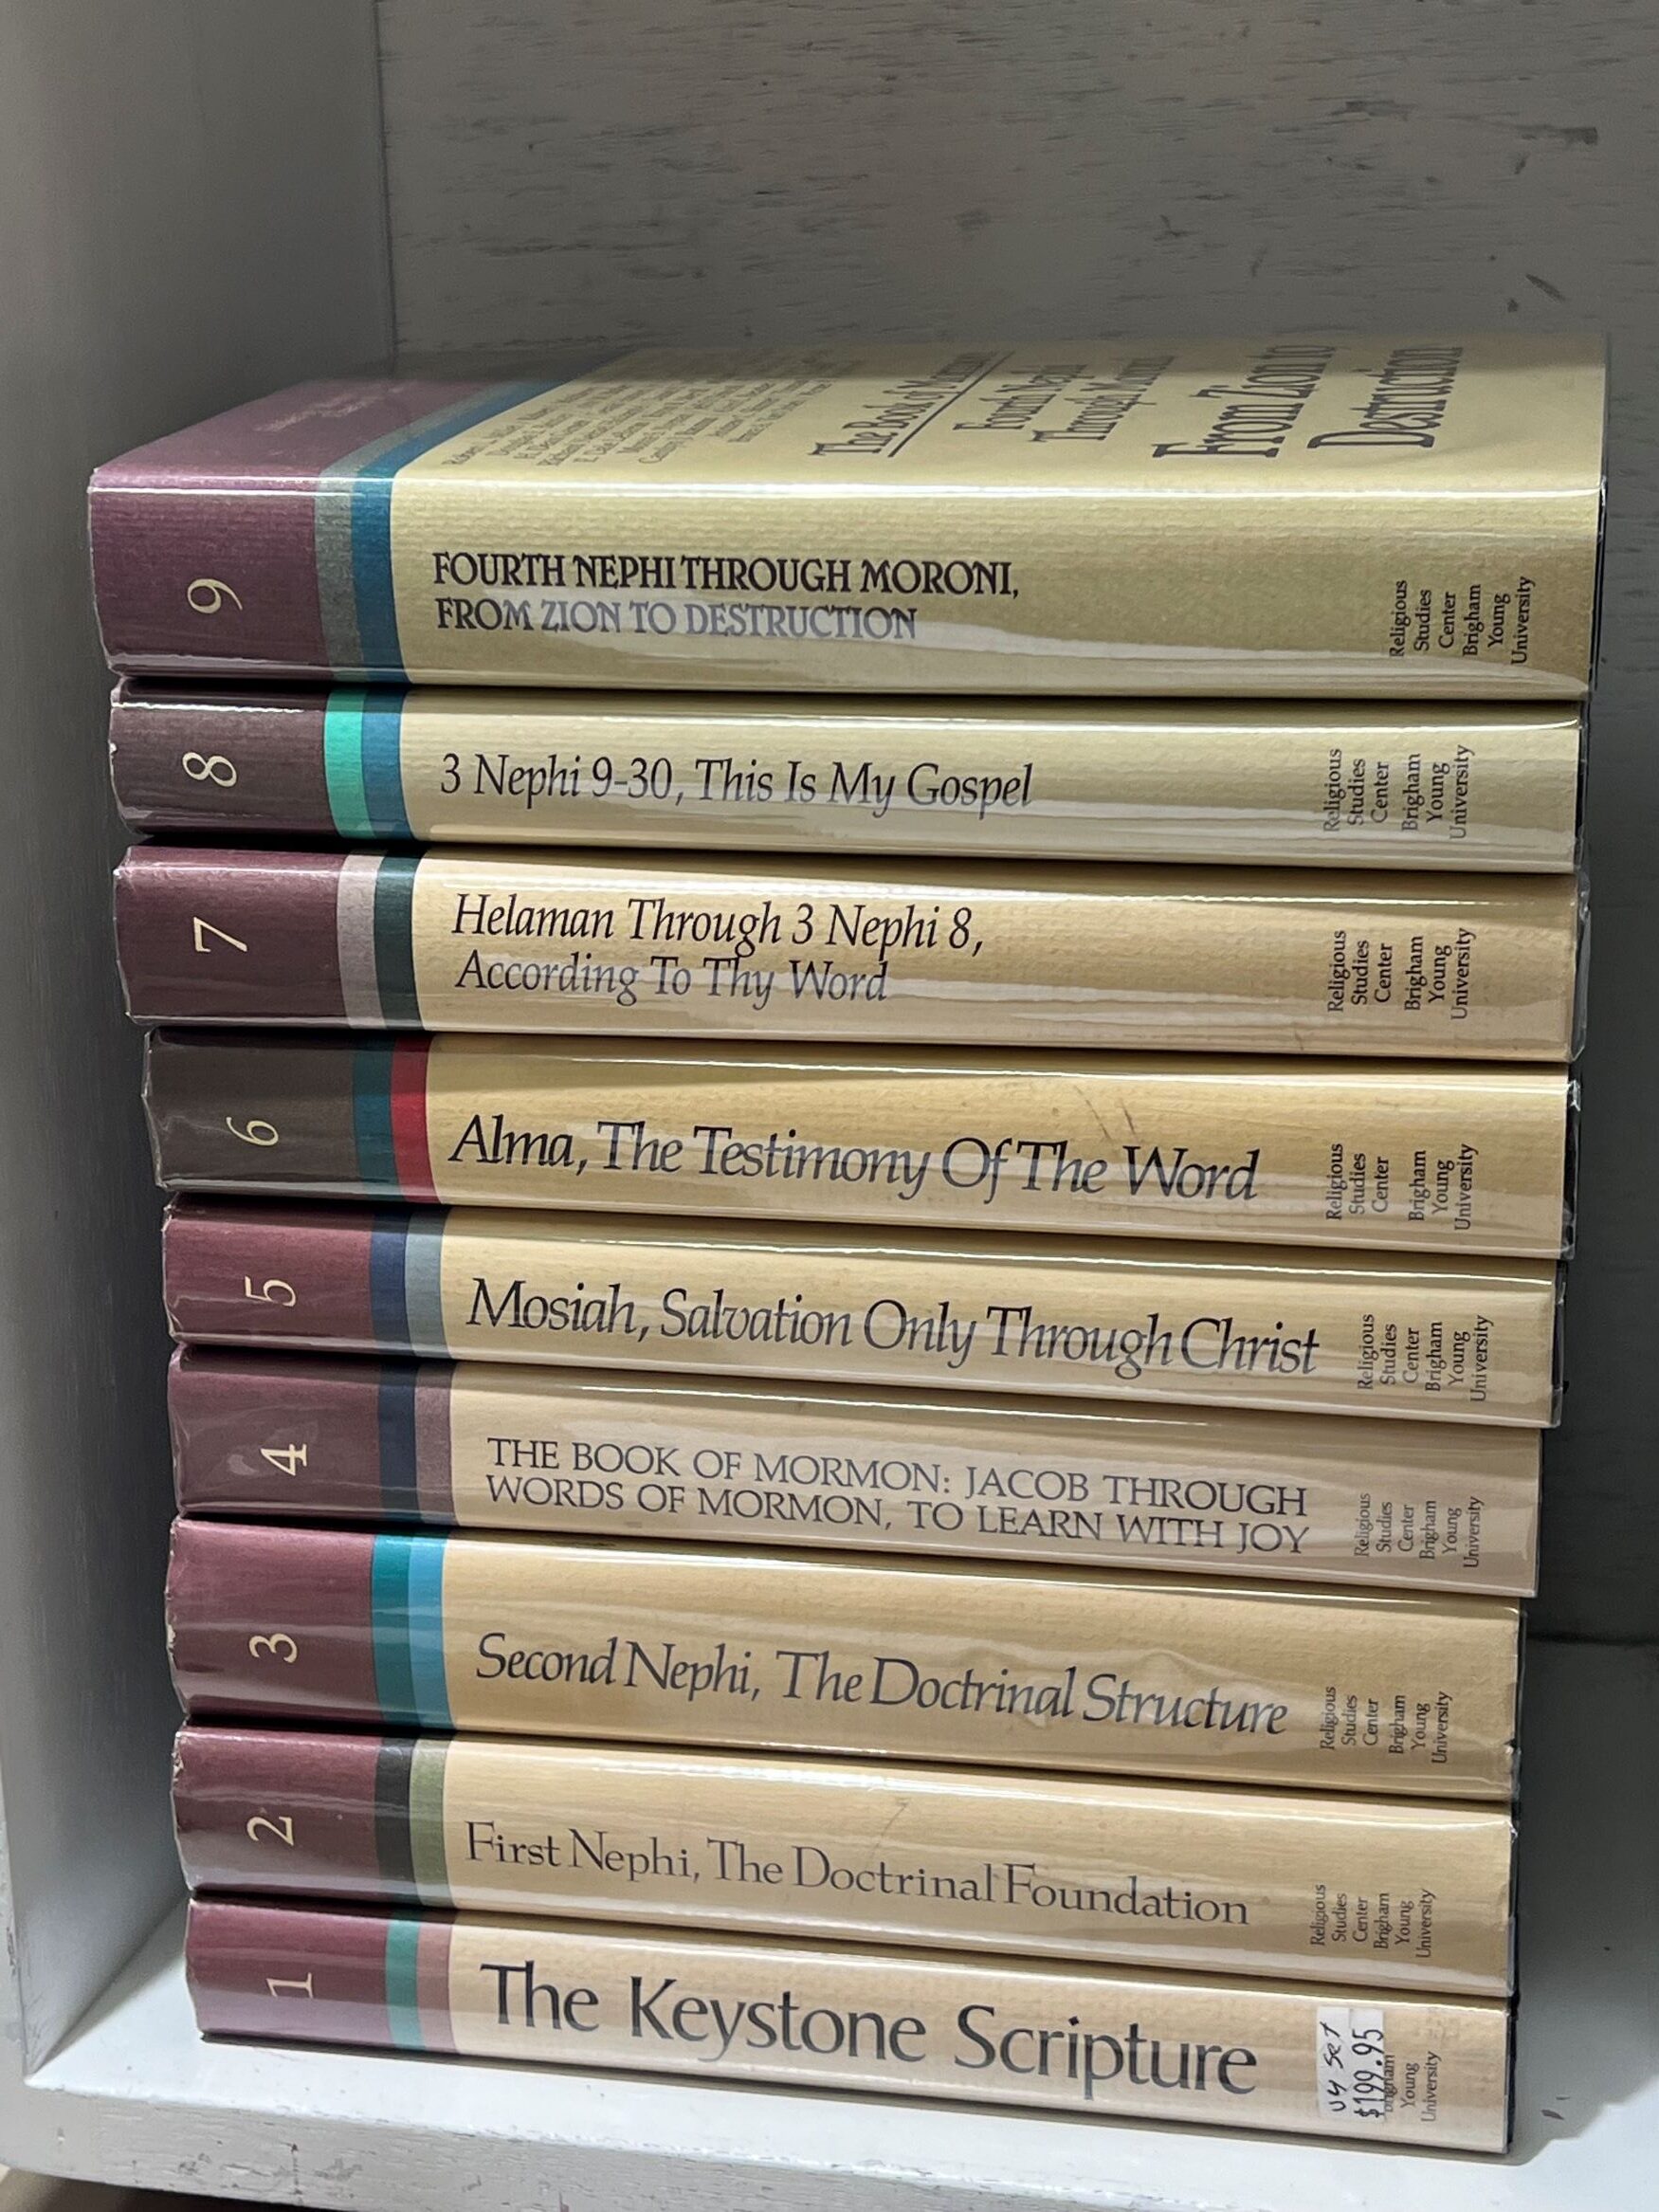 The Book of Mormon
Fourth Nephi
Through Moroni
From Zion to
Destruction
9
FOURTH NEPHI THROUGH MORONI,
FROM ZION TO DESTRUCTION
Religious
Studies
Center
Brigham
Young
University
8
3 Nephi 9-30, This Is My Gospel
Religious
Studies
Center
Brigham
Young
University
7
Helaman Through 3 Nephi 8,
According To Thy Word
Religious
Studies
Center
Brigham
Young
University
6
Alma, The Testimony Of The Word
Religious
Studies
Center
Brigham
Young
University
5
Mosiah, Salvation Only Through Christ
Religious
Studies
Center
Brigham
Young
University
4
THE BOOK OF MORMON: JACOB THROUGH
WORDS OF MORMON, TO LEARN WITH JOY
Religious
Studies
Center
Brigham
Young
University
3
Second Nephi, The Doctrinal Structure
Religious
Studies
Center
Brigham
Young
University
2
First Nephi, The Doctrinal Foundation
Religious
Studies
Center
Brigham
Young
University
1
The Keystone Scripture
Set
$199.95
Young
University